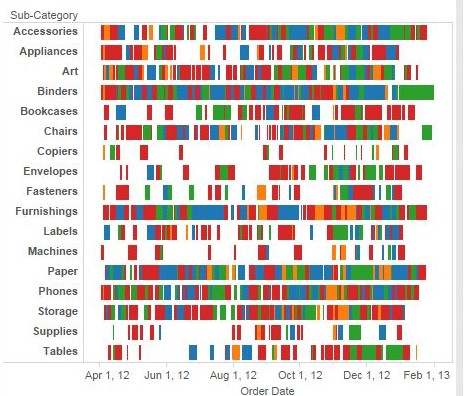 Sub-Category
Accessories
Appliances
Art
Binders
Bookcases
Chairs
Copiers
Envelopes
Fasteners
Furnishings
Labels
Machines
Paper
Phones
Storage
Supplies
Tables
Apr 1, 12 Jun 1, 12 Aug 1, 12 Oct 1, 12 Dec 1, 12 Feb 1, 13
Order Date